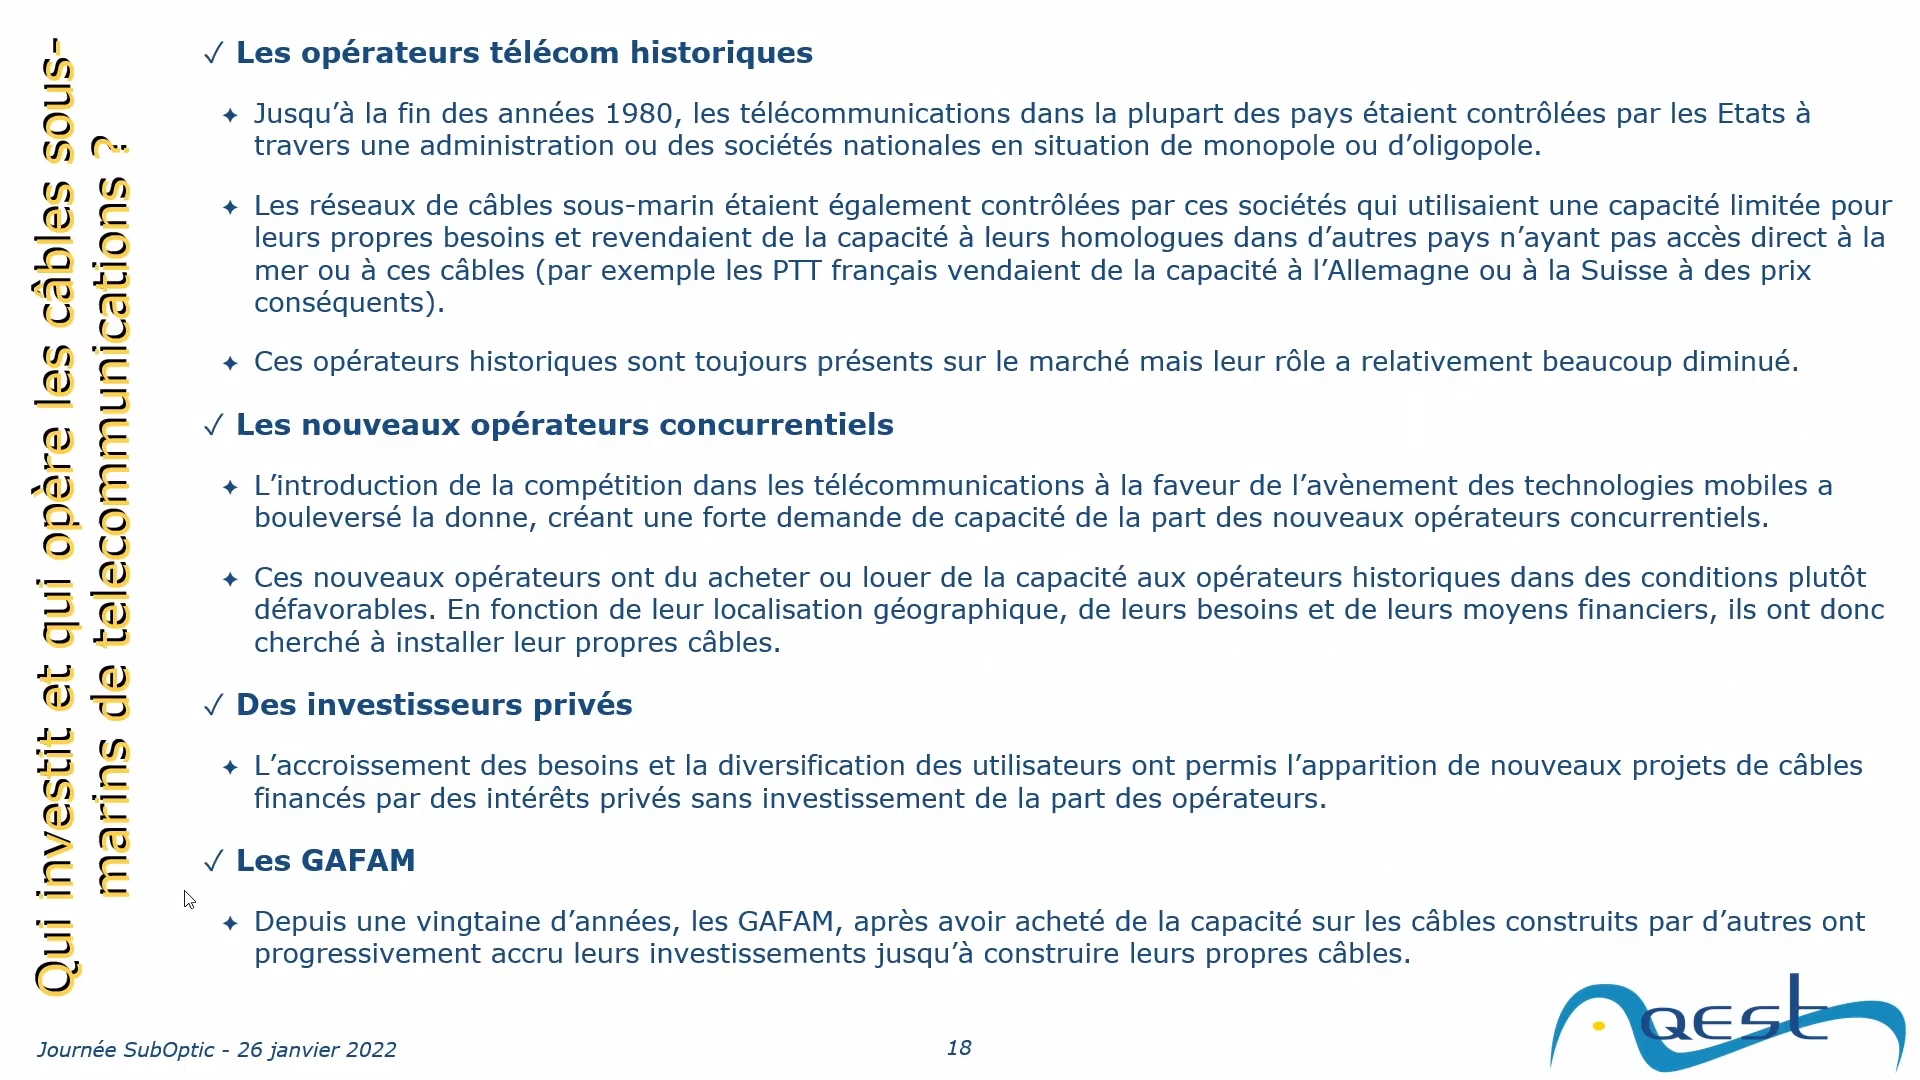 Qui investit et qui opère les câbles sous-
marins de telecommunications ?
✓ Les opérateurs télécom historiques
✦ Jusqu’à la fin des années 1980, les télécommunications dans la plupart des pays étaient contrôlées par les Etats à
travers une administration ou des sociétés nationales en situation de monopole ou d’oligopole.
✦ Les réseaux de câbles sous-marin étaient également contrôlées par ces sociétés qui utilisaient une capacité limitée pour
leurs propres besoins et revendaient de la capacité à leurs homologues dans d’autres pays n’ayant pas accès direct à la
mer ou à ces câbles (par exemple les PTT français vendaient de la capacité à l’Allemagne ou à la Suisse à des prix
conséquents).
✦ Ces opérateurs historiques sont toujours présents sur le marché mais leur rôle a relativement beaucoup diminué.
✓ Les nouveaux opérateurs concurrentiels
✦ L’introduction de la compétition dans les télécommunications à la faveur de l’avènement des technologies mobiles a
bouleversé la donne, créant une forte demande de capacité de la part des nouveaux opérateurs concurrentiels.
✦ Ces nouveaux opérateurs ont du acheter ou louer de la capacité aux opérateurs historiques dans des conditions plutôt
défavorables. En fonction de leur localisation géographique, de leurs besoins et de leurs moyens financiers, ils ont donc
cherché à installer leur propres câbles.
✓ Des investisseurs privés
✦ L’accroissement des besoins et la diversification des utilisateurs ont permis l’apparition de nouveaux projets de câbles
financés par des intérêts privés sans investissement de la part des opérateurs.
✓ Les GAFAM
✦ Depuis une vingtaine d’années, les GAFAM, après avoir acheté de la capacité sur les câbles construits par d’autres ont
progressivement accru leurs investissements jusqu’à construire leurs propres câbles.
Journée SubOptic - 26 janvier 2022
18
Qest